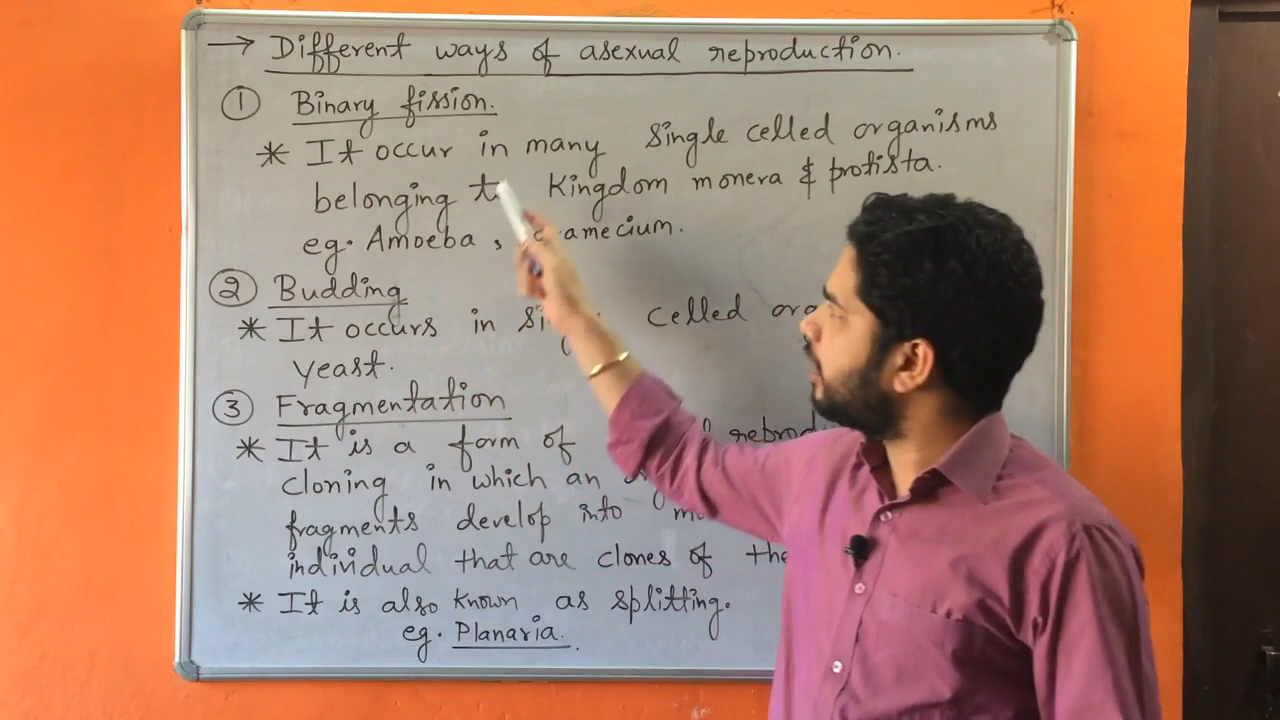 → Different ways of asexual reproduction.
① Binary fission.
* It occur in many single celled organisms
belonging Kingdom monera & protista.
eg. Amoeba ,
② Budding
* It occurs in celled
yeast.
③ Fragmentation
* It is a form of
cloning in which an
fragments develop into
individual that are clones of the
* It is also known as splitting.
eg. Planaria.